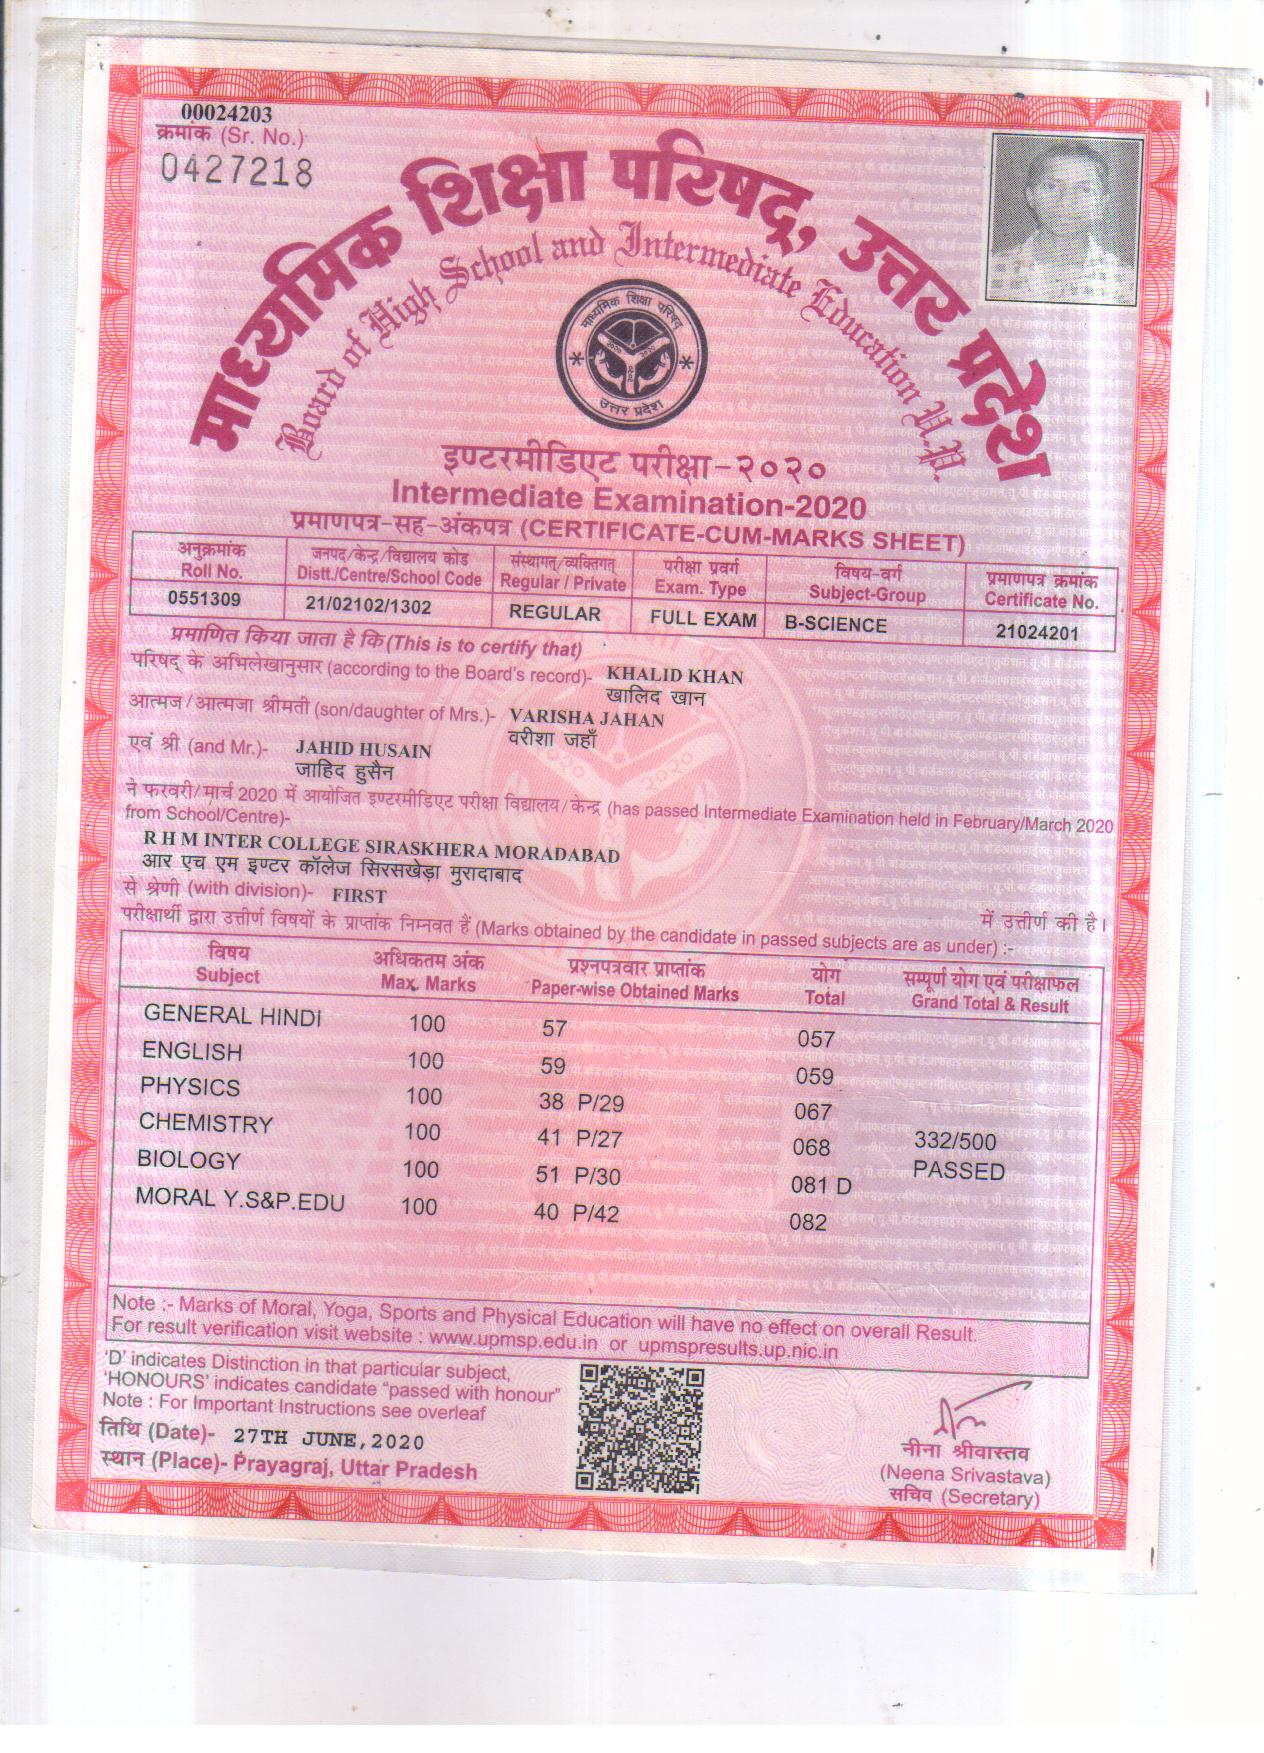 00024203
क्रमांक (Sr. No.)
0427218
माध्यमिक शिक्षा परिषद्, उत्तर प्रदेश
Board of High School and Intermediate Education U.P.
माध्यमिक शिक्षा परिषद्
उत्तर प्रदेश
इण्टरमीडिएट परीक्षा-२०२०
Intermediate Examination-2020
प्रमाणपत्र-सह-अंकपत्र (CERTIFICATE-CUM-MARKS SHEET)
अनुक्रमांक जनपद/केन्द्र/विद्यालय कोड संस्थागत/व्यक्तिगत परीक्षा प्रवर्ग विषय-वर्ग प्रमाणपत्र क्रमांक
Roll No. Distt./Centre/School Code Regular / Private Exam. Type Subject-Group Certificate No.
0551309 21/02102/1302 REGULAR FULL EXAM B-SCIENCE 21024201
प्रमाणित किया जाता है कि (This is to certify that)
परिषद् के अभिलेखानुसार (according to the Board's record)- KHALID KHAN
खालिद खान
आत्मज/आत्मजा श्रीमती (son/daughter of Mrs.)- VARISHA JAHAN
वरीशा जहाँ
एवं श्री (and Mr.)- JAHID HUSAIN
जाहिद हुसैन
ने फरवरी/मार्च 2020 में आयोजित इण्टरमीडिएट परीक्षा विद्यालय/केन्द्र (has passed Intermediate Examination held in February/March 2020
from School/Centre)-
R H M INTER COLLEGE SIRASKHERA MORADABAD
आर एच एम इण्टर कॉलेज सिरसखेड़ा मुरादाबाद
से श्रेणी (with division)- FIRST में उत्तीर्ण की है।
परीक्षार्थी द्वारा उत्तीर्ण विषयों के प्राप्तांक निम्नवत हैं (Marks obtained by the candidate in passed subjects are as under) :-
विषय अधिकतम अंक प्रश्नपत्रवार प्राप्तांक योग सम्पूर्ण योग एवं परीक्षाफल
Subject Max. Marks Paper-wise Obtained Marks Total Grand Total & Result
GENERAL HINDI 100 57 057
ENGLISH 100 59 059
PHYSICS 100 38 P/29 067
CHEMISTRY 100 41 P/27 068 332/500
BIOLOGY 100 51 P/30 081 D PASSED
MORAL Y.S&P.EDU 100 40 P/42 082
Note :- Marks of Moral, Yoga, Sports and Physical Education will have no effect on overall Result.
For result verification visit website : www.upmsp.edu.in or upmspresults.up.nic.in
'D' indicates Distinction in that particular subject,
'HONOURS' indicates candidate "passed with honour"
Note : For Important Instructions see overleaf
तिथि (Date)- 27TH JUNE,2020
स्थान (Place)- Prayagraj, Uttar Pradesh
नीना श्रीवास्तव
(Neena Srivastava)
सचिव (Secretary)